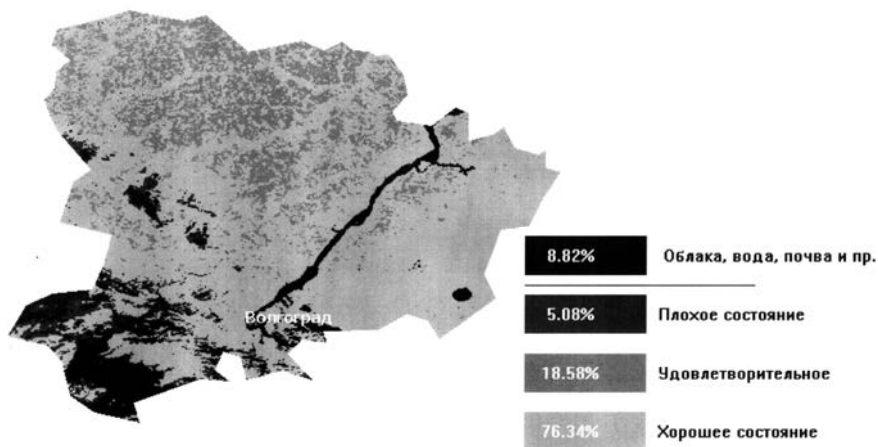 8.82% Облака, вода, почва и пр.
5.08% Плохое состояние
Волгоград
18.58% Удовлетворительное
76.34% Хорошее состояние